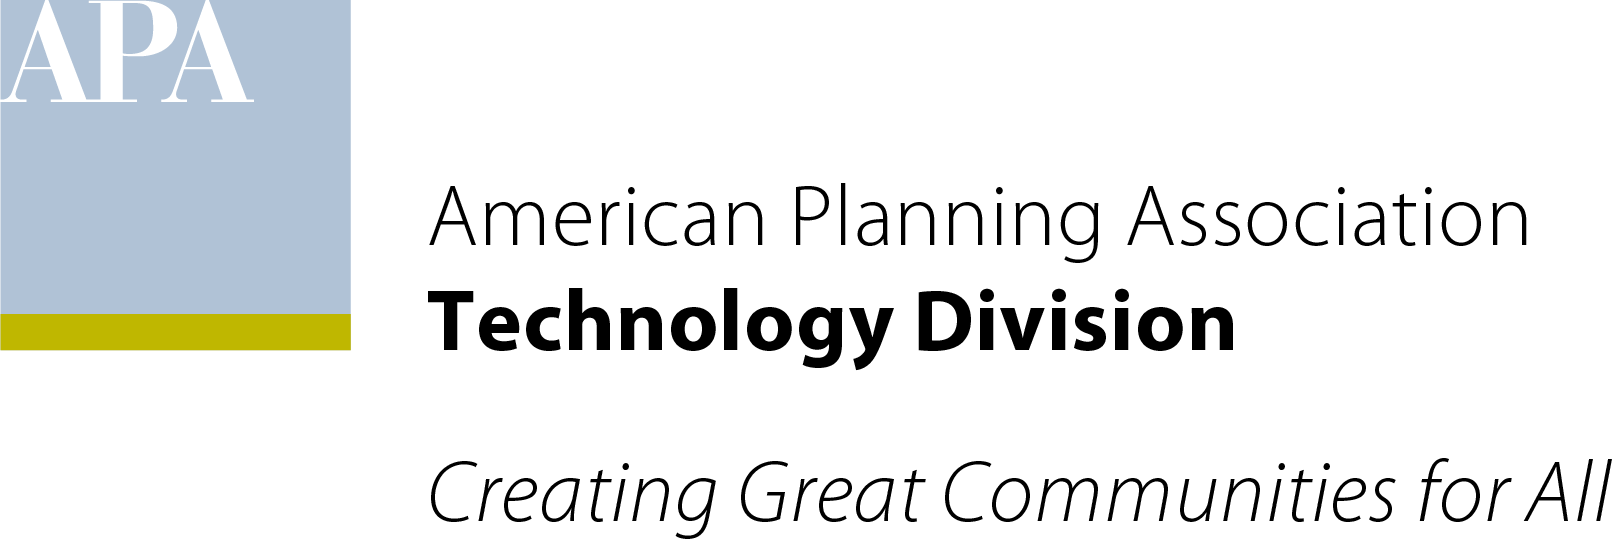 APA
American Planning Association
Technology Division
Creating Great Communities for All